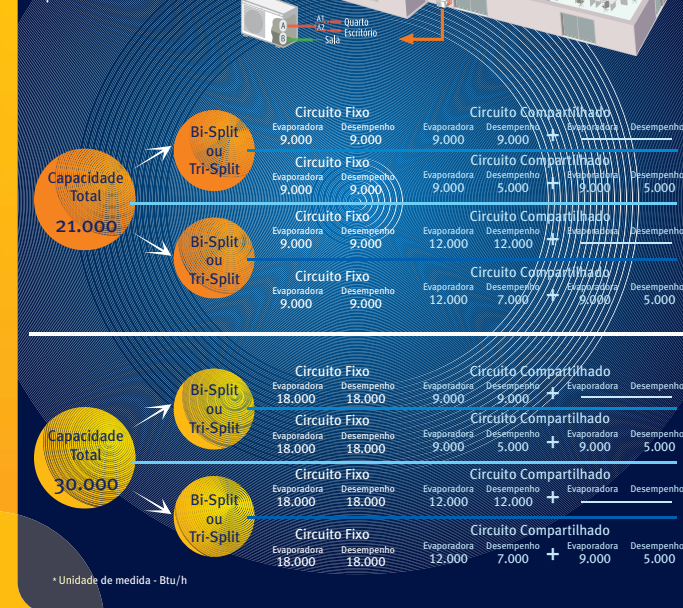 A A1 Quarto
A2 Escritório
B Sala
Capacidade
Total
21.000
Bi-Split
ou
Tri-Split
Circuito Fixo Circuito Compartilhado
Evaporadora Desempenho Evaporadora Desempenho Evaporadora Desempenho
9.000 9.000 9.000 9.000 +
Circuito Fixo Circuito Compartilhado
Evaporadora Desempenho Evaporadora Desempenho Evaporadora Desempenho
9.000 9.000 9.000 5.000 + 9.000 5.000
Bi-Split
ou
Tri-Split
Circuito Fixo Circuito Compartilhado
Evaporadora Desempenho Evaporadora Desempenho Evaporadora Desempenho
9.000 9.000 12.000 12.000 +
Circuito Fixo Circuito Compartilhado
Evaporadora Desempenho Evaporadora Desempenho Evaporadora Desempenho
9.000 9.000 12.000 7.000 + 9.000 5.000
Capacidade
Total
30.000
Bi-Split
ou
Tri-Split
Circuito Fixo Circuito Compartilhado
Evaporadora Desempenho Evaporadora Desempenho Evaporadora Desempenho
18.000 18.000 9.000 9.000 +
Circuito Fixo Circuito Compartilhado
Evaporadora Desempenho Evaporadora Desempenho Evaporadora Desempenho
18.000 18.000 9.000 5.000 + 9.000 5.000
Bi-Split
ou
Tri-Split
Circuito Fixo Circuito Compartilhado
Evaporadora Desempenho Evaporadora Desempenho Evaporadora Desempenho
18.000 18.000 12.000 12.000 +
Circuito Fixo Circuito Compartilhado
Evaporadora Desempenho Evaporadora Desempenho Evaporadora Desempenho
18.000 18.000 12.000 7.000 + 9.000 5.000
* Unidade de medida - Btu/h